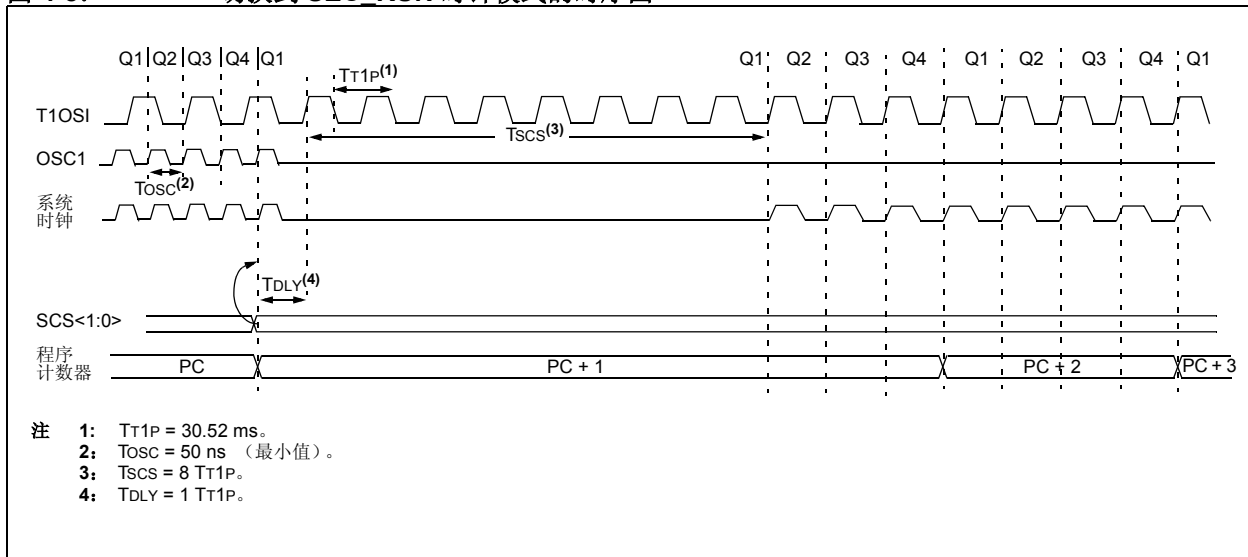 SEC_RUN
Q1 Q2 Q3 Q4 Q1
Q1 Q2 Q3 Q4 Q1 Q2 Q3 Q4 Q1
TT1P(1)
T1OSI
TSCS(3)
OSC1
TOSC(2)
系统
时钟
TDLY(4)
SCS<1:0>
程序
计数器
PC
PC + 1
PC + 2
PC + 3
注 1: TT1P = 30.52 ms。
2: TOSC = 50 ns （最小值）。
3: TSCS = 8 TT1P。
4: TDLY = 1 TT1P。